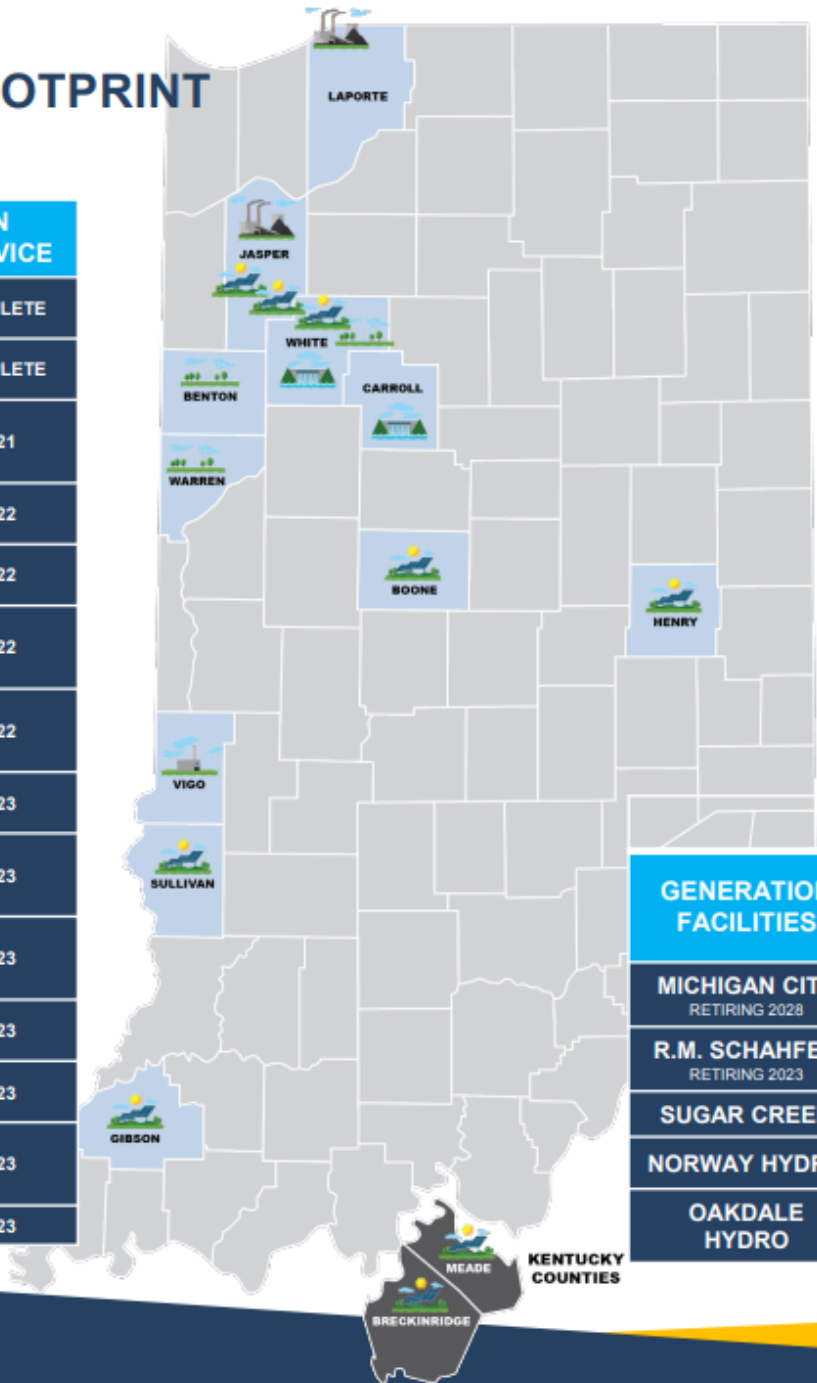 OTPRINT
N
VICE
LETE
LETE
21
22
22
22
22
23
23
23
23
23
23
23
LAPORTE
JASPER
WHITE
BENTON
CARROLL
WARREN
BOONE
HENRY
VIGO
SULLIVAN
GIBSON
MEADE
BRECKINRIDGE
KENTUCKY
COUNTIES
GENERATIO
FACILITIES
MICHIGAN CIT
RETIRING 2028
R.M. SCHAHFE
RETIRING 2023
SUGAR CREE
NORWAY HYD
OAKDALE
HYDRO